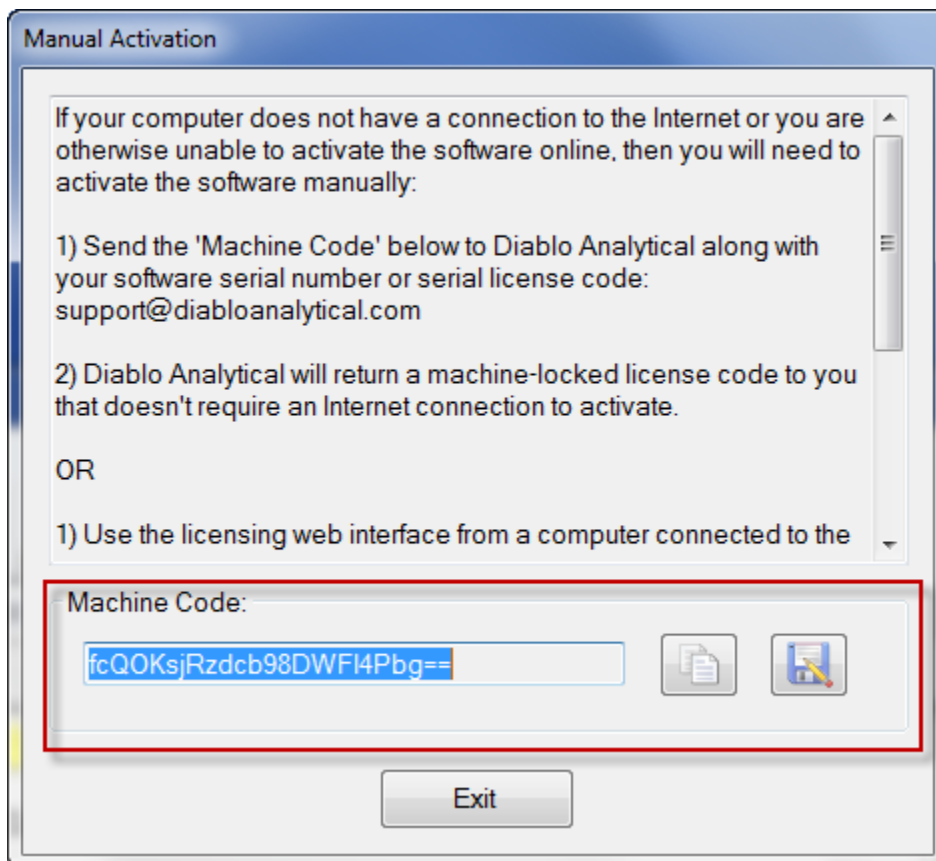 Manual Activation
If your computer does not have a connection to the Internet or you are
otherwise unable to activate the software online, then you will need to
activate the software manually:
1) Send the 'Machine Code' below to Diablo Analytical along with
your software serial number or serial license code:
support@diabloanalytical.com
2) Diablo Analytical will return a machine-locked license code to you
that doesn't require an Internet connection to activate.
OR
1) Use the licensing web interface from a computer connected to the
Machine Code:
fcQOKsjRzdcb98DWFI4Pbg==
Exit